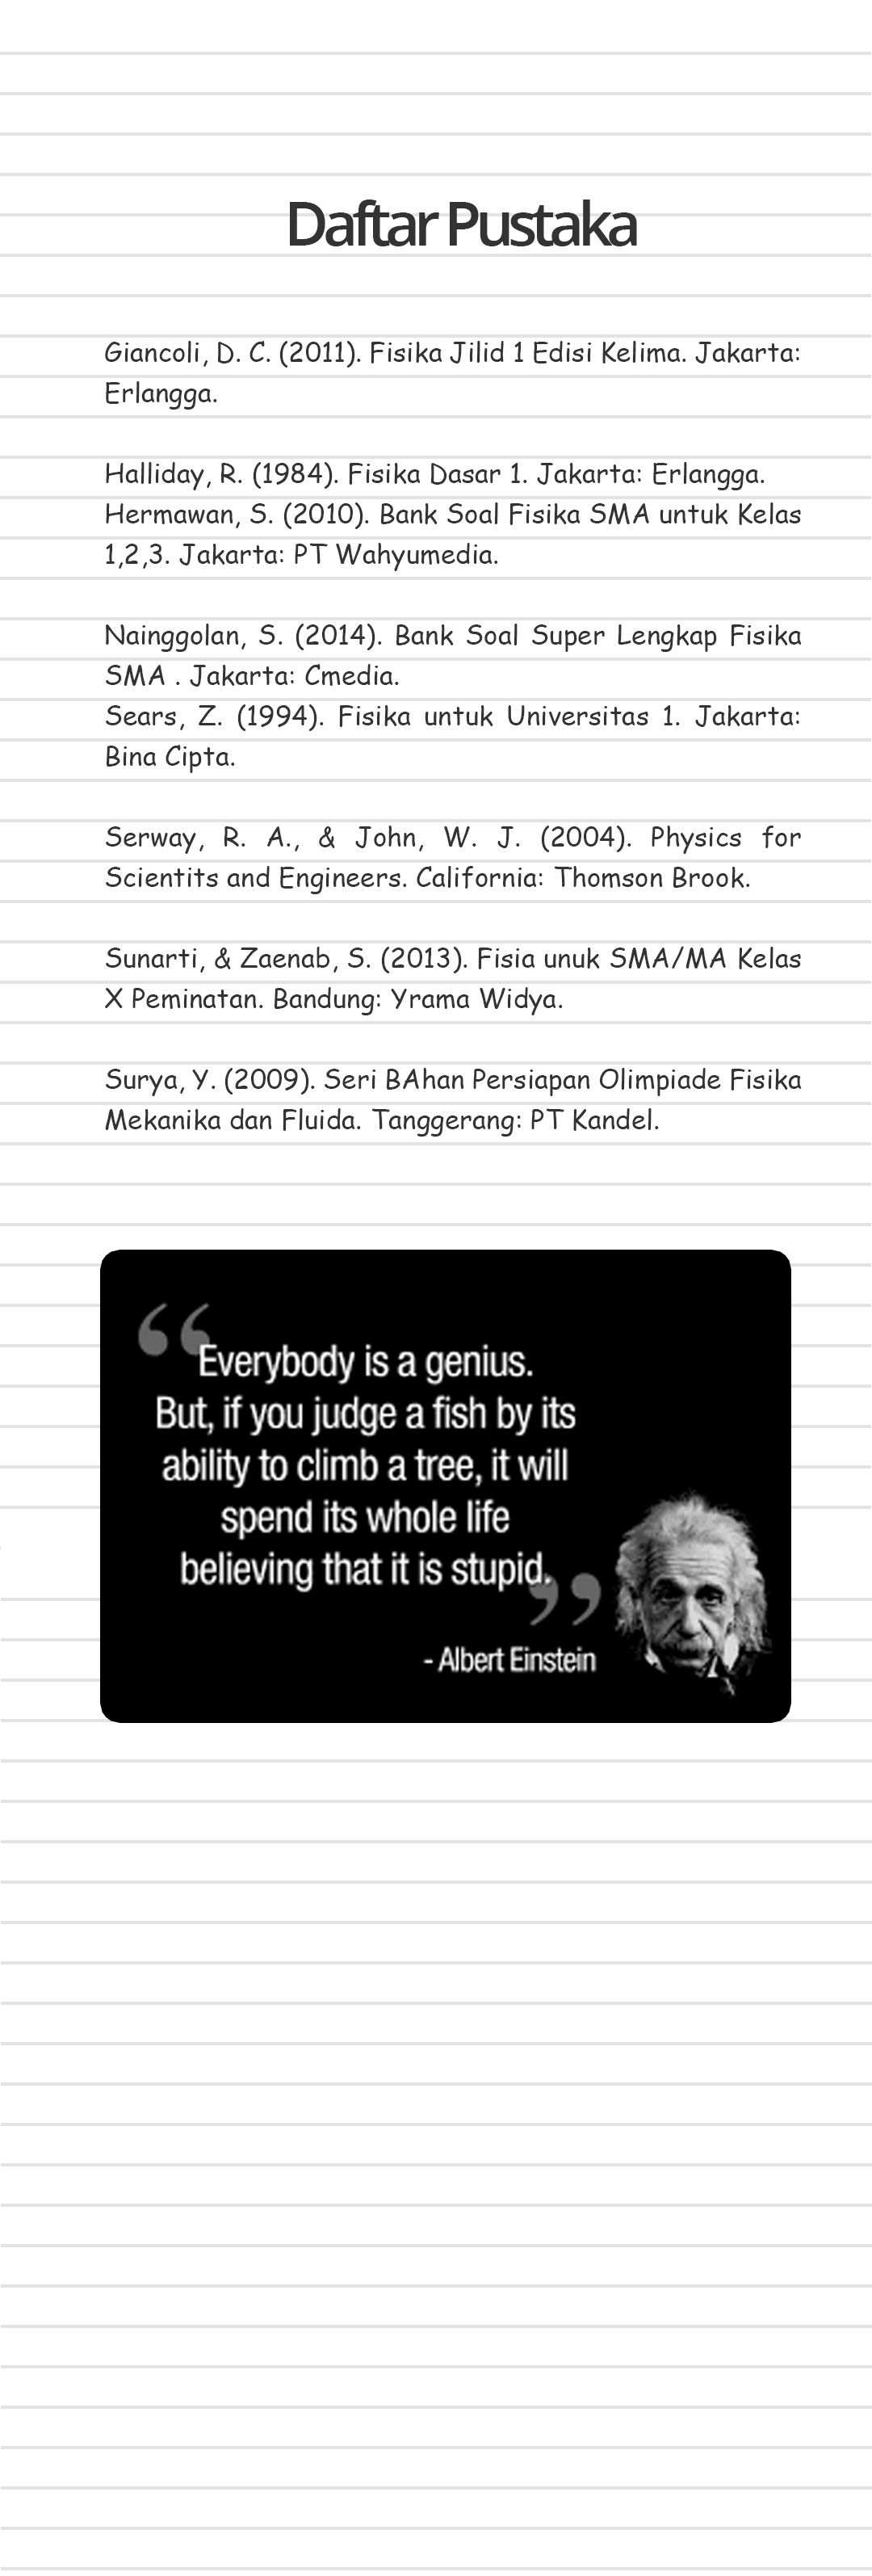 Daftar Pustaka
Giancoli, D. C. (2011). Fisika Jilid 1 Edisi Kelima. Jakarta:
Erlangga.
Halliday, R. (1984). Fisika Dasar 1. Jakarta: Erlangga.
Hermawan, S. (2010). Bank Soal Fisika SMA untuk Kelas
1,2,3. Jakarta: PT Wahyumedia.
Nainggolan, S. (2014). Bank Soal Super Lengkap Fisika
SMA . Jakarta: Cmedia.
Sears, Z. (1994). Fisika untuk Universitas 1. Jakarta:
Bina Cipta.
Serway, R. A., & John, W. J. (2004). Physics for
Scientits and Engineers. California: Thomson Brook.
Sunarti, & Zaenab, S. (2013). Fisia unuk SMA/MA Kelas
X Peminatan. Bandung: Yrama Widya.
Surya, Y. (2009). Seri BAhan Persiapan Olimpiade Fisika
Mekanika dan Fluida. Tanggerang: PT Kandel.
“Everybody is a genius.
But, if you judge a fish by its
ability to climb a tree, it will
spend its whole life
believing that it is stupid.”
- Albert Einstein